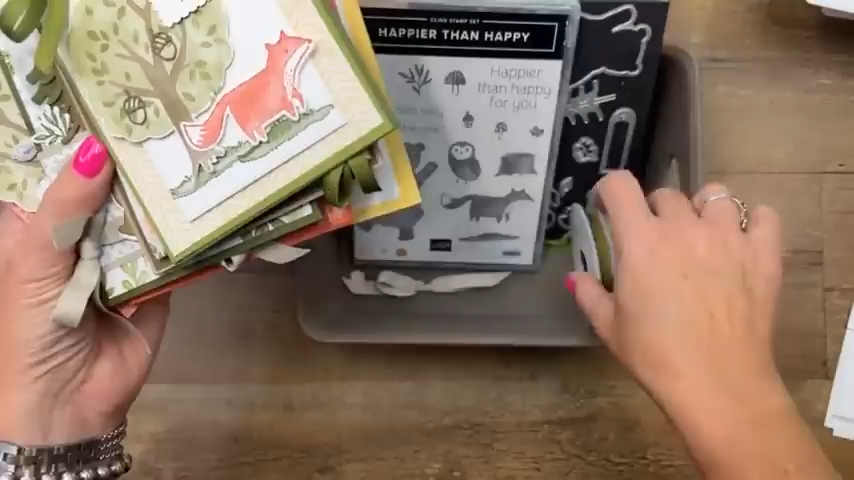 CLING STAMP SET
HAPPIER THAN HAPPY
Happier
than happy
for you